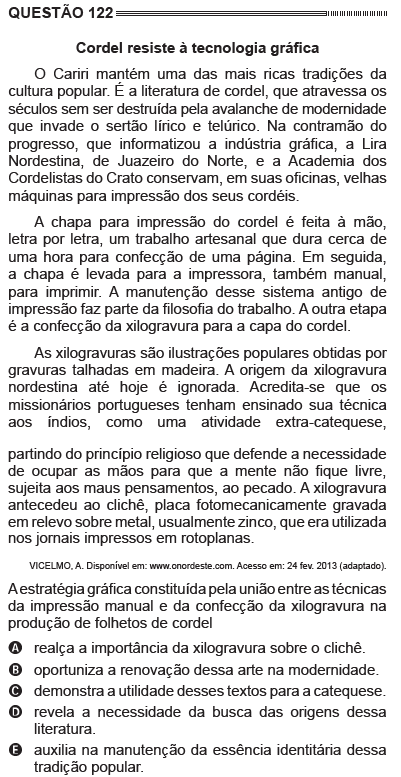 QUESTÃO 122
Cordel resiste à tecnologia gráfica
O Cariri mantém uma das mais ricas tradições da
cultura popular. É a literatura de cordel, que atravessa os
séculos sem ser destruída pela avalanche de modernidade
que invade o sertão lírico e telúrico. Na contramão do
progresso, que informatizou a indústria gráfica, a Lira
Nordestina, de Juazeiro do Norte, e a Academia dos
Cordelistas do Crato conservam, em suas oficinas, velhas
máquinas para impressão dos seus cordéis.
A chapa para impressão do cordel é feita à mão,
letra por letra, um trabalho artesanal que dura cerca de
uma hora para confecção de uma página. Em seguida,
a chapa é levada para a impressora, também manual,
para imprimir. A manutenção desse sistema antigo de
impressão faz parte da filosofia do trabalho. A outra etapa
é a confecção da xilogravura para a capa do cordel.
As xilogravuras são ilustrações populares obtidas por
gravuras talhadas em madeira. A origem da xilogravura
nordestina até hoje é ignorada. Acredita-se que os
missionários portugueses tenham ensinado sua técnica
aos índios, como uma atividade extra-catequese,
partindo do princípio religioso que defende a necessidade
de ocupar as mãos para que a mente não fique livre,
sujeita aos maus pensamentos, ao pecado. A xilogravura
antecedeu ao clichê, placa fotomecanicamente gravada
em relevo sobre metal, usualmente zinco, que era utilizada
nos jornais impressos em rotoplanas.
VICELMO, A. Disponível em: www.onordeste.com. Acesso em: 24 fev. 2013 (adaptado).
A estratégia gráfica constituída pela união entre as técnicas
da impressão manual e da confecção da xilogravura na
produção de folhetos de cordel
A realça a importância da xilogravura sobre o clichê.
B oportuniza a renovação dessa arte na modernidade.
C demonstra a utilidade desses textos para a catequese.
D revela a necessidade da busca das origens dessa
literatura.
E auxilia na manutenção da essência identitária dessa
tradição popular.